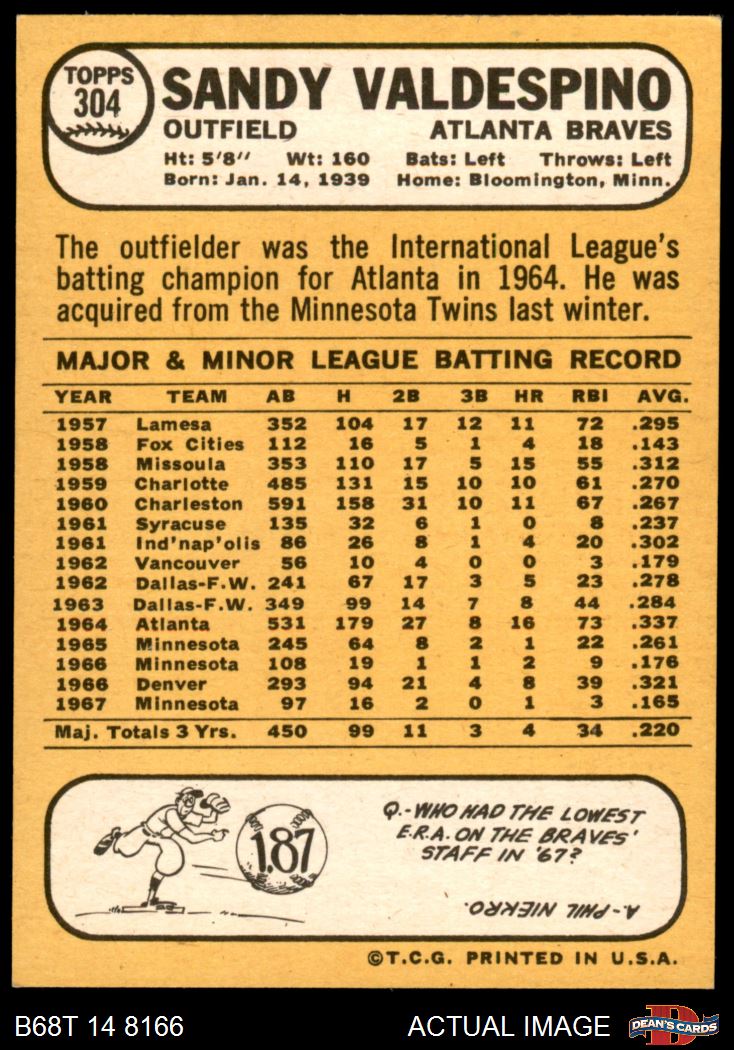 TOPPS
304
SANDY VALDESPINO
OUTFIELD ATLANTA BRAVES
Ht: 5'8" Wt: 160 Bats: Left Throws: Left
Born: Jan. 14, 1939 Home: Bloomington, Minn.
The outfielder was the International League's
batting champion for Atlanta in 1964. He was
acquired from the Minnesota Twins last winter.
MAJOR & MINOR LEAGUE BATTING RECORD
YEAR TEAM AB H 2B 3B HR RBI AVG.
1957 Lamesa 352 104 17 12 11 72 .295
1958 Fox Cities 112 16 5 1 4 18 .143
1958 Missoula 353 110 17 5 15 55 .312
1959 Charlotte 485 131 15 10 10 61 .270
1960 Charleston 591 158 31 10 11 67 .267
1961 Syracuse 135 32 6 1 0 8 .237
1961 Ind'nap'olis 86 26 8 1 4 20 .302
1962 Vancouver 56 10 4 0 0 3 .179
1962 Dallas-F.W. 241 67 17 3 5 23 .278
1963 Dallas-F.W. 349 99 14 7 8 44 .284
1964 Atlanta 531 179 27 8 16 73 .337
1965 Minnesota 245 64 8 2 1 22 .261
1966 Minnesota 108 19 1 1 2 9 .176
1966 Denver 293 94 21 4 8 39 .321
1967 Minnesota 97 16 2 0 1 3 .165
Maj. Totals 3 Yrs. 450 99 11 3 4 34 .220
1.87
Q.-WHO HAD THE LOWEST
E.R.A. ON THE BRAVES'
STAFF IN '67?
A.-PHIL NIEKRO.
©T.C.G. PRINTED IN U.S.A.
B68T 14 8166 ACTUAL IMAGE
D
DEAN'S CARDS